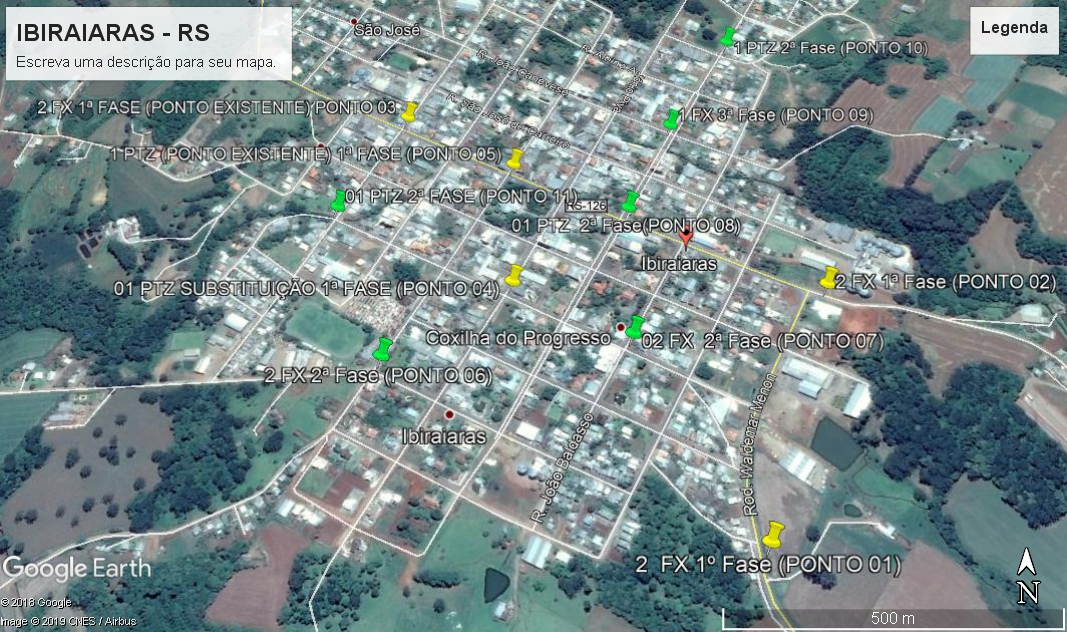 IBIRAIARAS - RS
Escreva uma descrição para seu mapa.
Legenda
São José
1 PTZ 2ª Fase (PONTO 10)
2 FX 1ª FASE (PONTO EXISTENTE) PONTO 03
1 FX 3ª Fase (PONTO 09)
1 PTZ (PONTO EXISTENTE) 1ª FASE (PONTO 05)
01 PTZ 2ª FASE (PONTO 11)
RS-126
01 PTZ 2ª Fase(PONTO 08)
Ibiraiaras
2 FX 1ª Fase (PONTO 02)
01 PTZ SUBSTITUIÇÃO 1ª FASE (PONTO 04)
Coxilha do Progresso
02 FX 2ª Fase (PONTO 07)
2 FX 2ª Fase (PONTO 06)
Ibiraiaras
R. João Baldasso
Rod. Waldemar Menon
2 FX 1º Fase (PONTO 01)
Google Earth
© 2018 Google
mage © 2019 CNES / Airbus
N
500 m